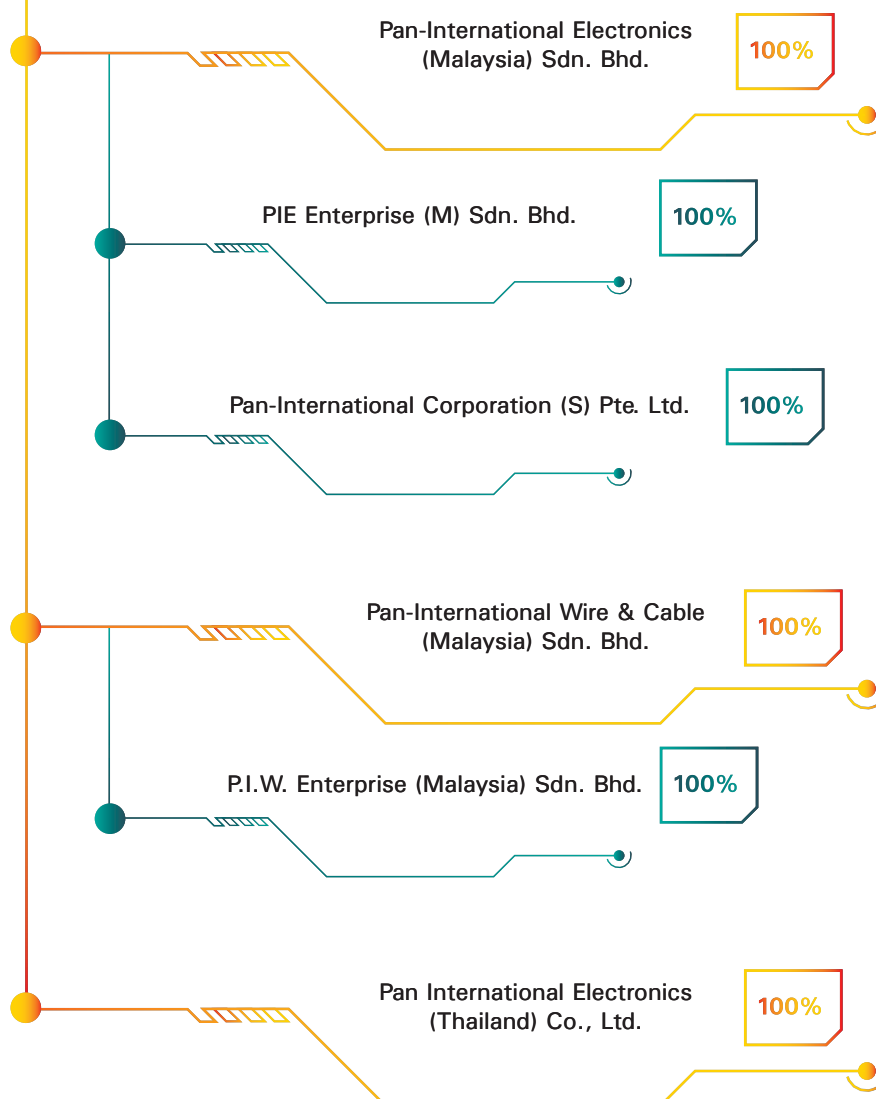 Pan-International Electronics
(Malaysia) Sdn. Bhd.
100%
PIE Enterprise (M) Sdn. Bhd.
100%
Pan-International Corporation (S) Pte. Ltd.
100%
Pan-International Wire & Cable
(Malaysia) Sdn. Bhd.
100%
P.I.W. Enterprise (Malaysia) Sdn. Bhd.
100%
Pan International Electronics
(Thailand) Co., Ltd.
100%